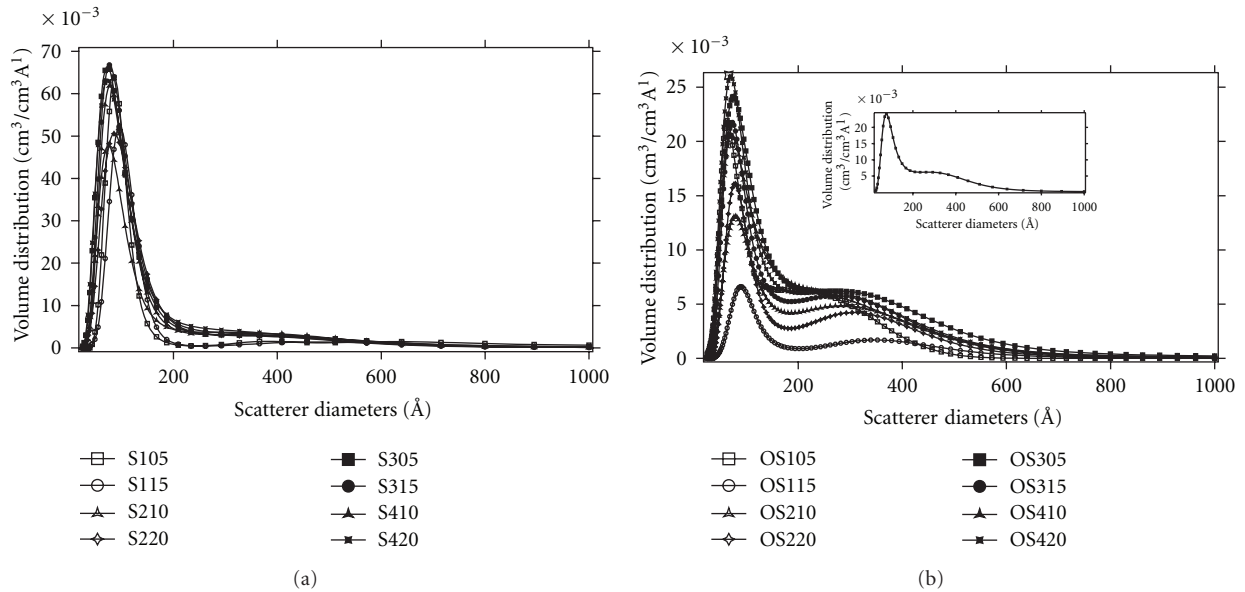 × 10⁻³
70
60
50
40
30
20
10
0
Volume distribution (cm³/cm³A¹)
200 400 600 800 1000
Scatterer diameters (Å)
S105
S115
S210
S220
S305
S315
S410
S420
(a)
× 10⁻³
25
20
15
10
5
0
Volume distribution (cm³/cm³A¹)
200 400 600 800 1000
Scatterer diameters (Å)
× 10⁻³
20
15
10
5
Volume distribution
(cm³/cm³A¹)
200 400 600 800 1000
Scatterer diameters (Å)
OS105
OS115
OS210
OS220
OS305
OS315
OS410
OS420
(b)